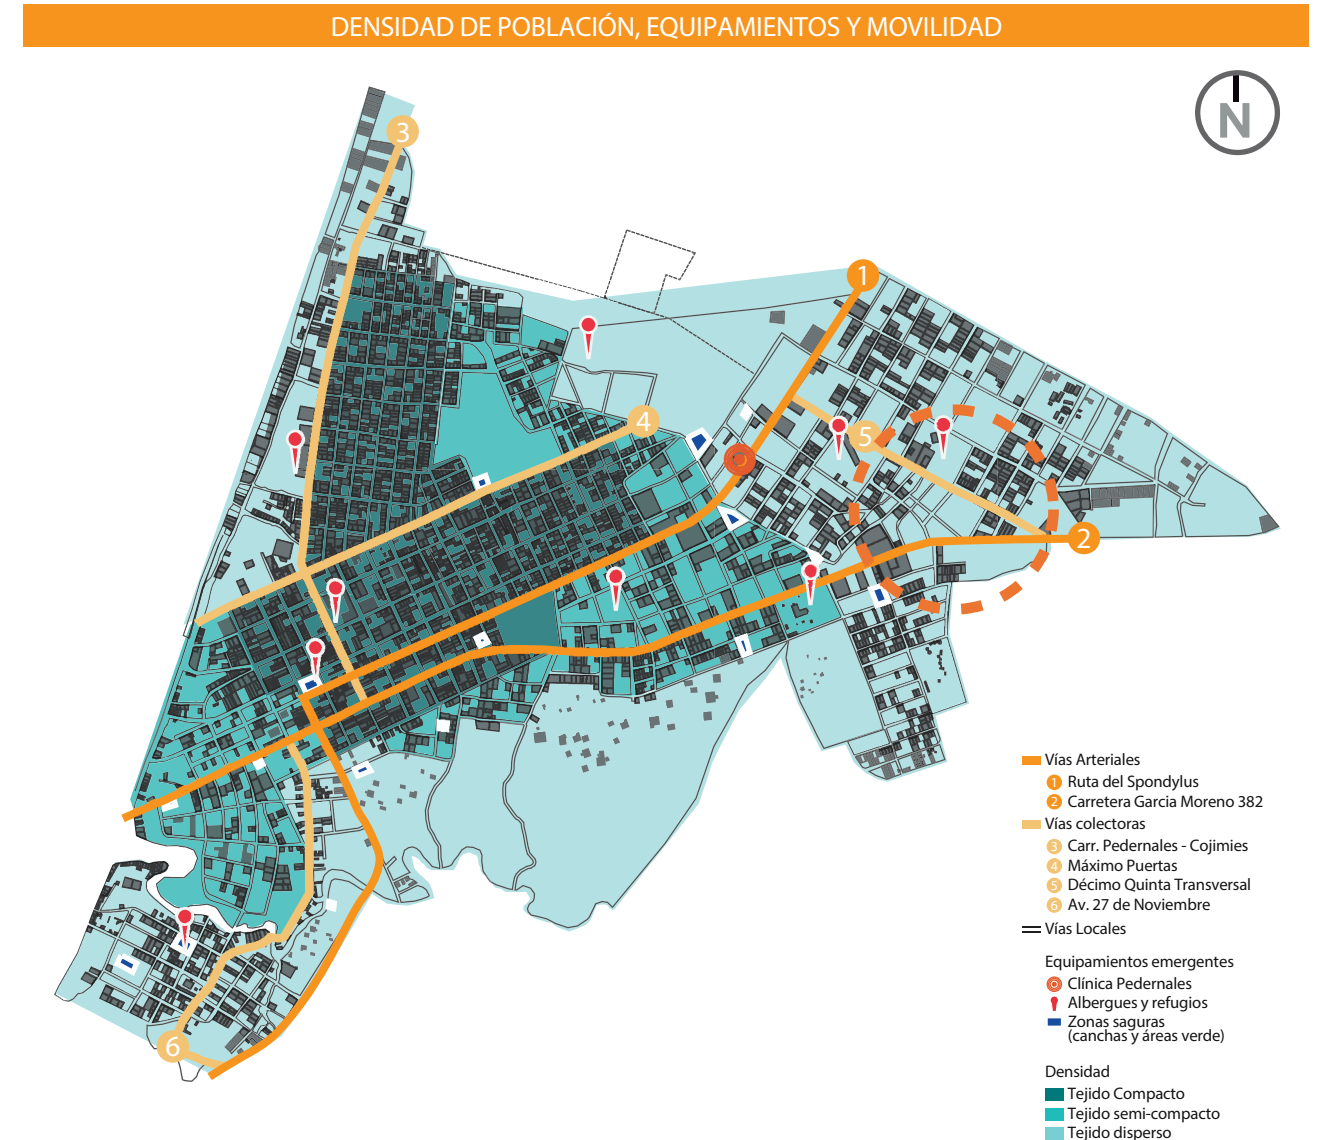 DENSIDAD DE POBLACIÓN, EQUIPAMIENTOS Y MOVILIDAD
N
3
1
4
5
2
6
Vías Arteriales
1 Ruta del Spondylus
2 Carretera Garcia Moreno 382
Vías colectoras
3 Carr. Pedernales - Cojimies
4 Máximo Puertas
5 Décimo Quinta Transversal
6 Av. 27 de Noviembre
Vías Locales
Equipamientos emergentes
Clínica Pedernales
Albergues y refugios
Zonas saguras
(canchas y áreas verde)
Densidad
Tejido Compacto
Tejido semi-compacto
Tejido disperso